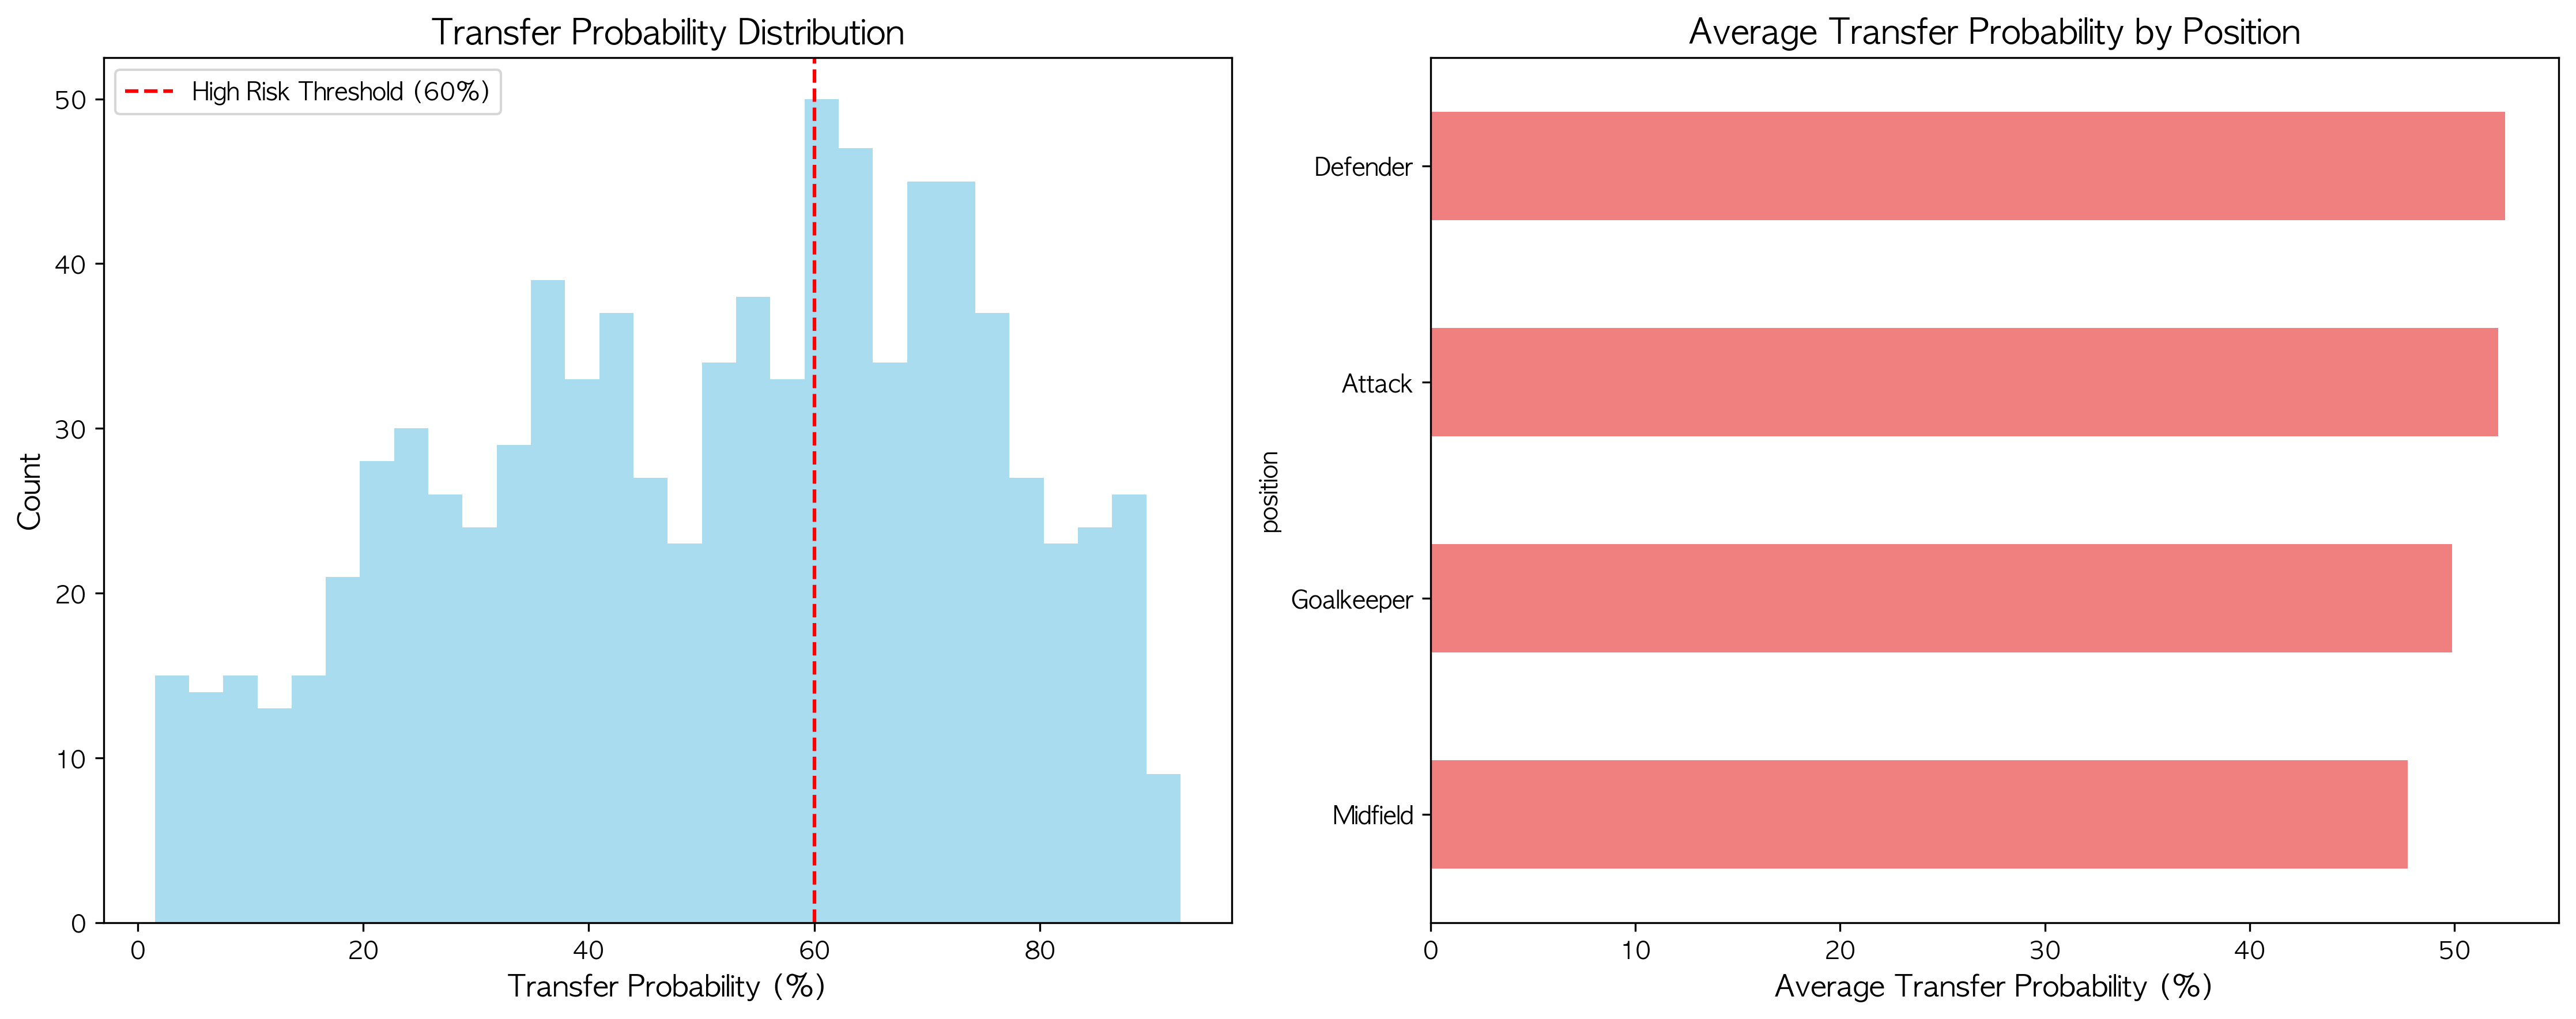 Transfer Probability Distribution
High Risk Threshold (60%)
Count
50
40
30
20
10
0
0 20 40 60 80
Transfer Probability (%)
Average Transfer Probability by Position
position
Defender
Attack
Goalkeeper
Midfield
0 10 20 30 40 50
Average Transfer Probability (%)